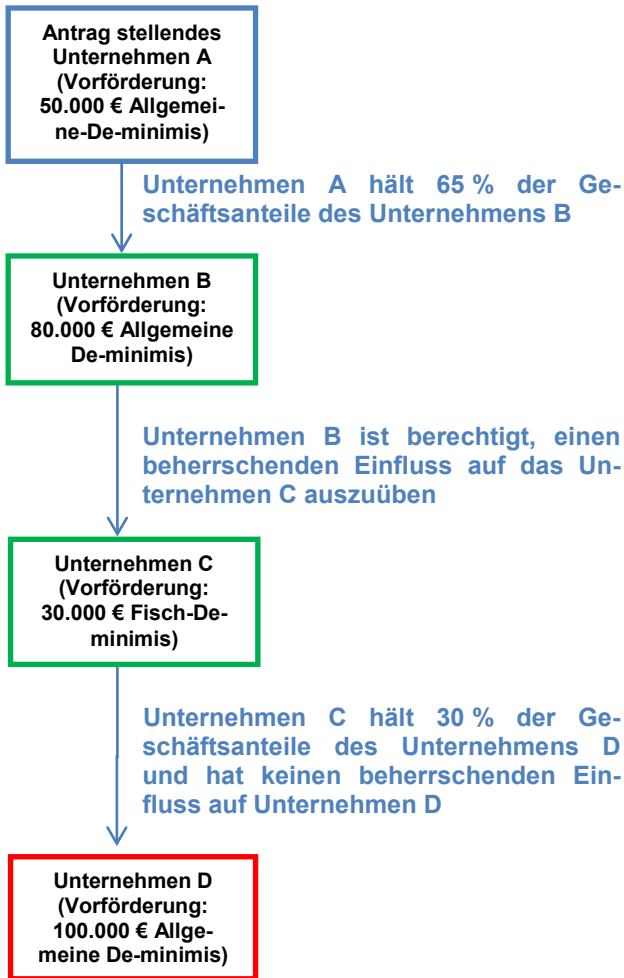 Antrag stellendes
Unternehmen A
(Vorförderung:
50.000 € Allgemei-
ne-De-minimis)
Unternehmen A hält 65 % der Ge-
schäftsanteile des Unternehmens B
Unternehmen B
(Vorförderung:
80.000 € Allgemeine
De-minimis)
Unternehmen B ist berechtigt, einen
beherrschenden Einfluss auf das Un-
ternehmen C auszuüben
Unternehmen C
(Vorförderung:
30.000 € Fisch-De-
minimis)
Unternehmen C hält 30 % der Ge-
schäftsanteile des Unternehmens D
und hat keinen beherrschenden Ein-
fluss auf Unternehmen D
Unternehmen D
(Vorförderung:
100.000 € Allge-
meine De-minimis)